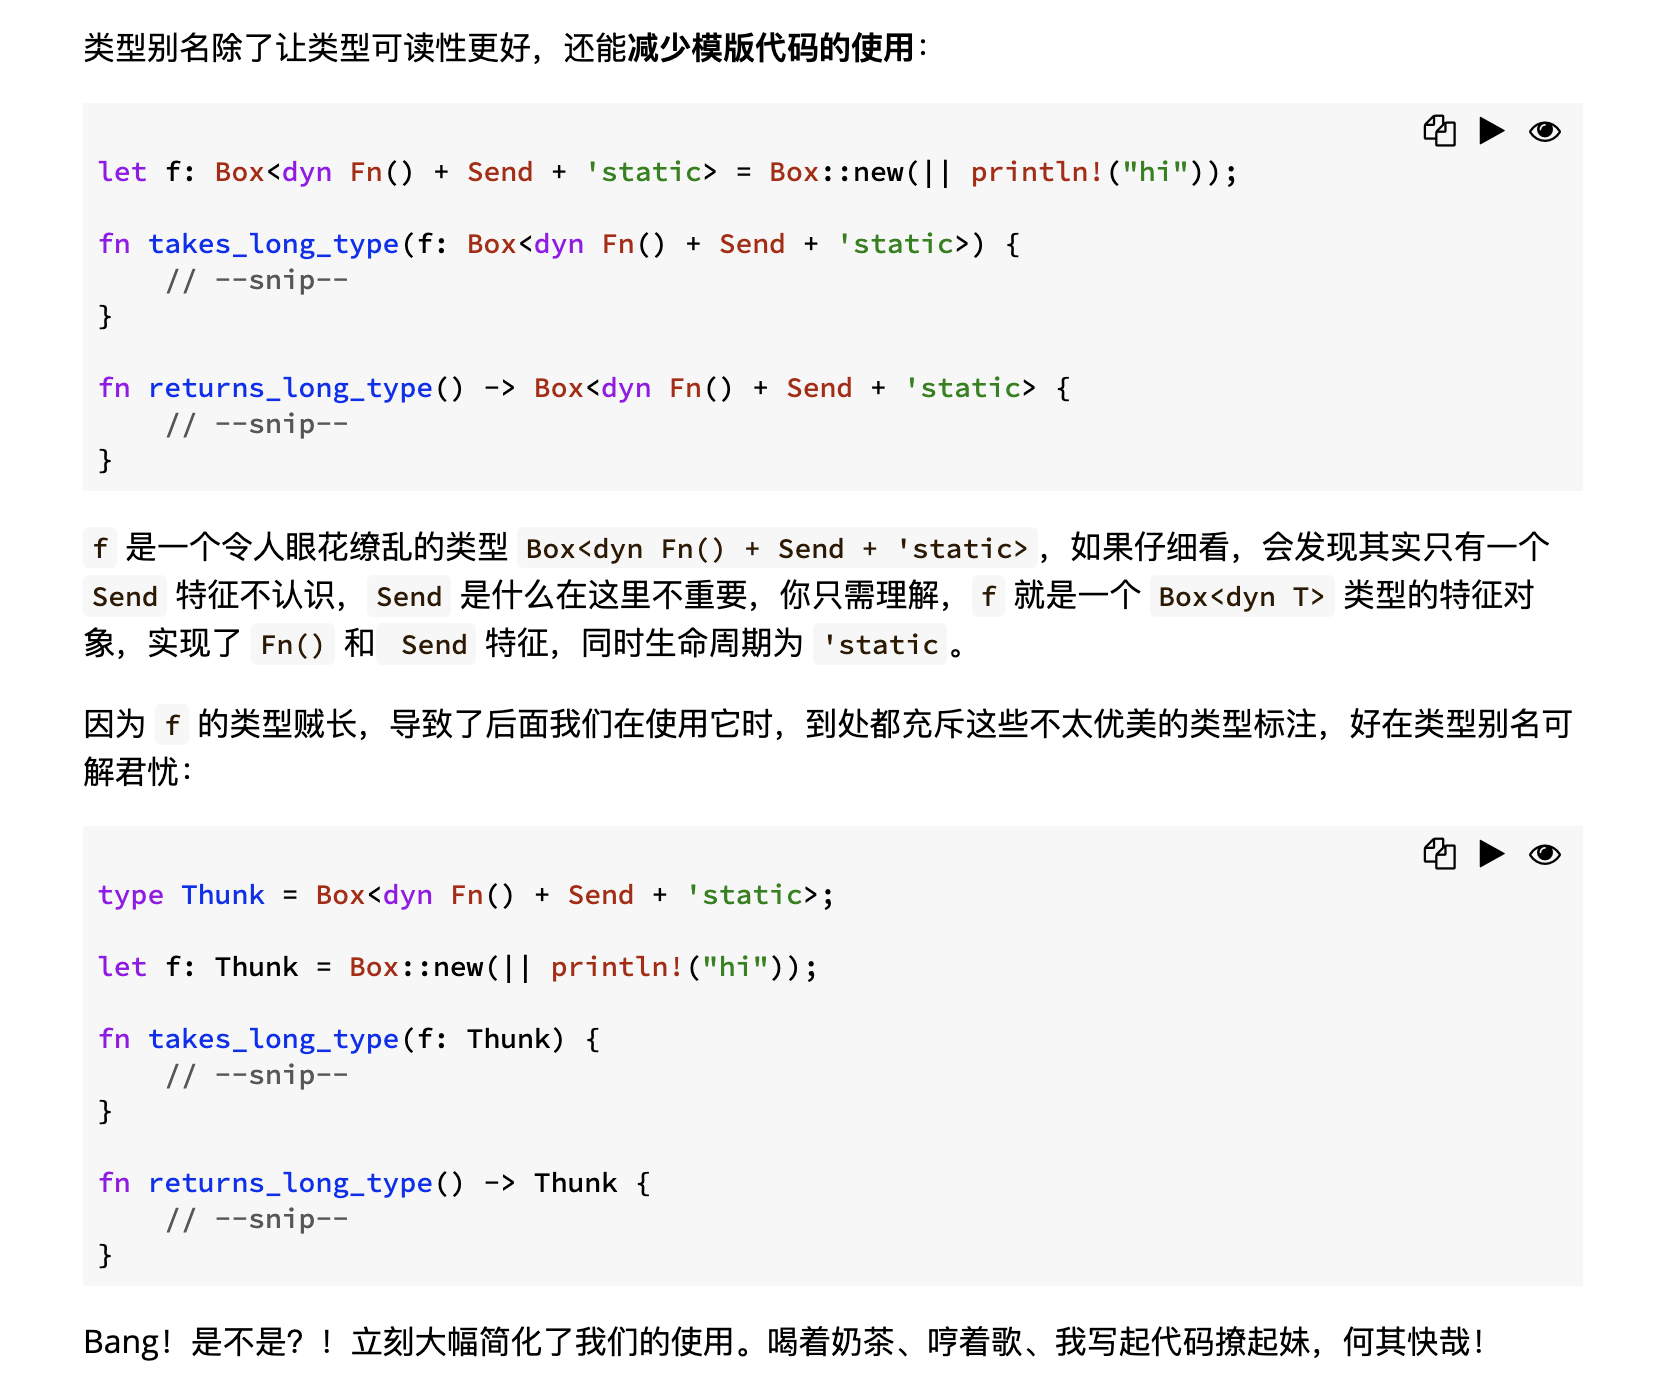 类型别名除了让类型可读性更好，还能减少模版代码的使用：
let f: Box<dyn Fn() + Send + 'static> = Box::new(|| println!("hi"));
fn takes_long_type(f: Box<dyn Fn() + Send + 'static>) {
    // --snip--
}
fn returns_long_type() -> Box<dyn Fn() + Send + 'static> {
    // --snip--
}
f 是一个令人眼花缭乱的类型 Box<dyn Fn() + Send + 'static>，如果仔细看，会发现其实只有一个
Send 特征不认识，Send 是什么在这里不重要，你只需理解，f 就是一个 Box<dyn T> 类型的特征对
象，实现了 Fn() 和 Send 特征，同时生命周期为 'static。
因为 f 的类型贼长，导致了后面我们在使用它时，到处都充斥这些不太优美的类型标注，好在类型别名可
解君忧：
type Thunk = Box<dyn Fn() + Send + 'static>;
let f: Thunk = Box::new(|| println!("hi"));
fn takes_long_type(f: Thunk) {
    // --snip--
}
fn returns_long_type() -> Thunk {
    // --snip--
}
Bang！是不是？！立刻大幅简化了我们的使用。喝着奶茶、哼着歌、我写起代码撩起妹，何其快哉！